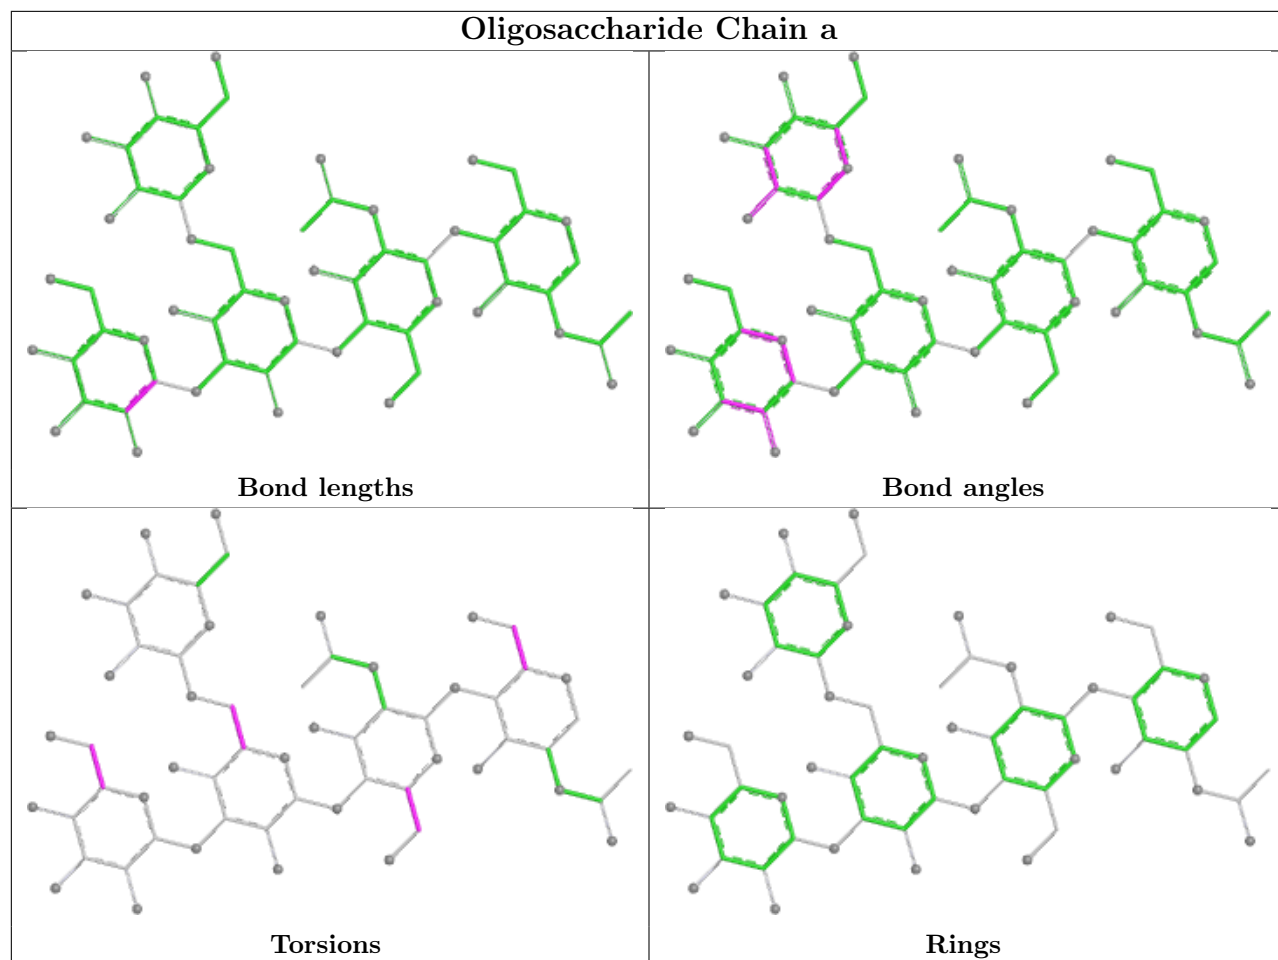 Oligosaccharide Chain a
Bond lengths
Bond angles
Torsions
Rings